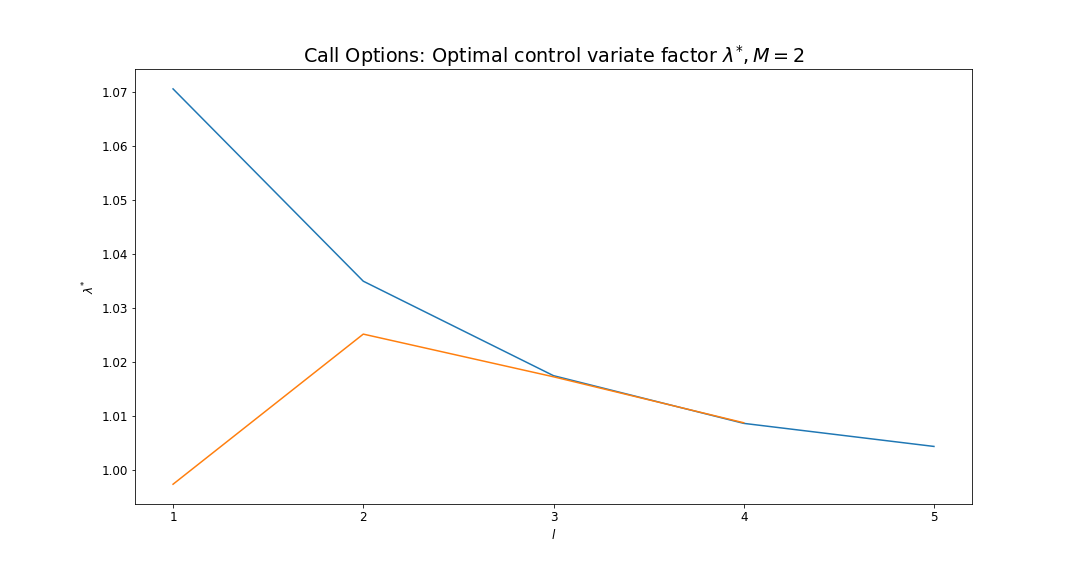 Call Options: Optimal control variate factor λ*, M = 2
1.07
1.06
1.05
1.04
1.03
λ*
1.02
1.01
1.00
1 2 3 4 5
l